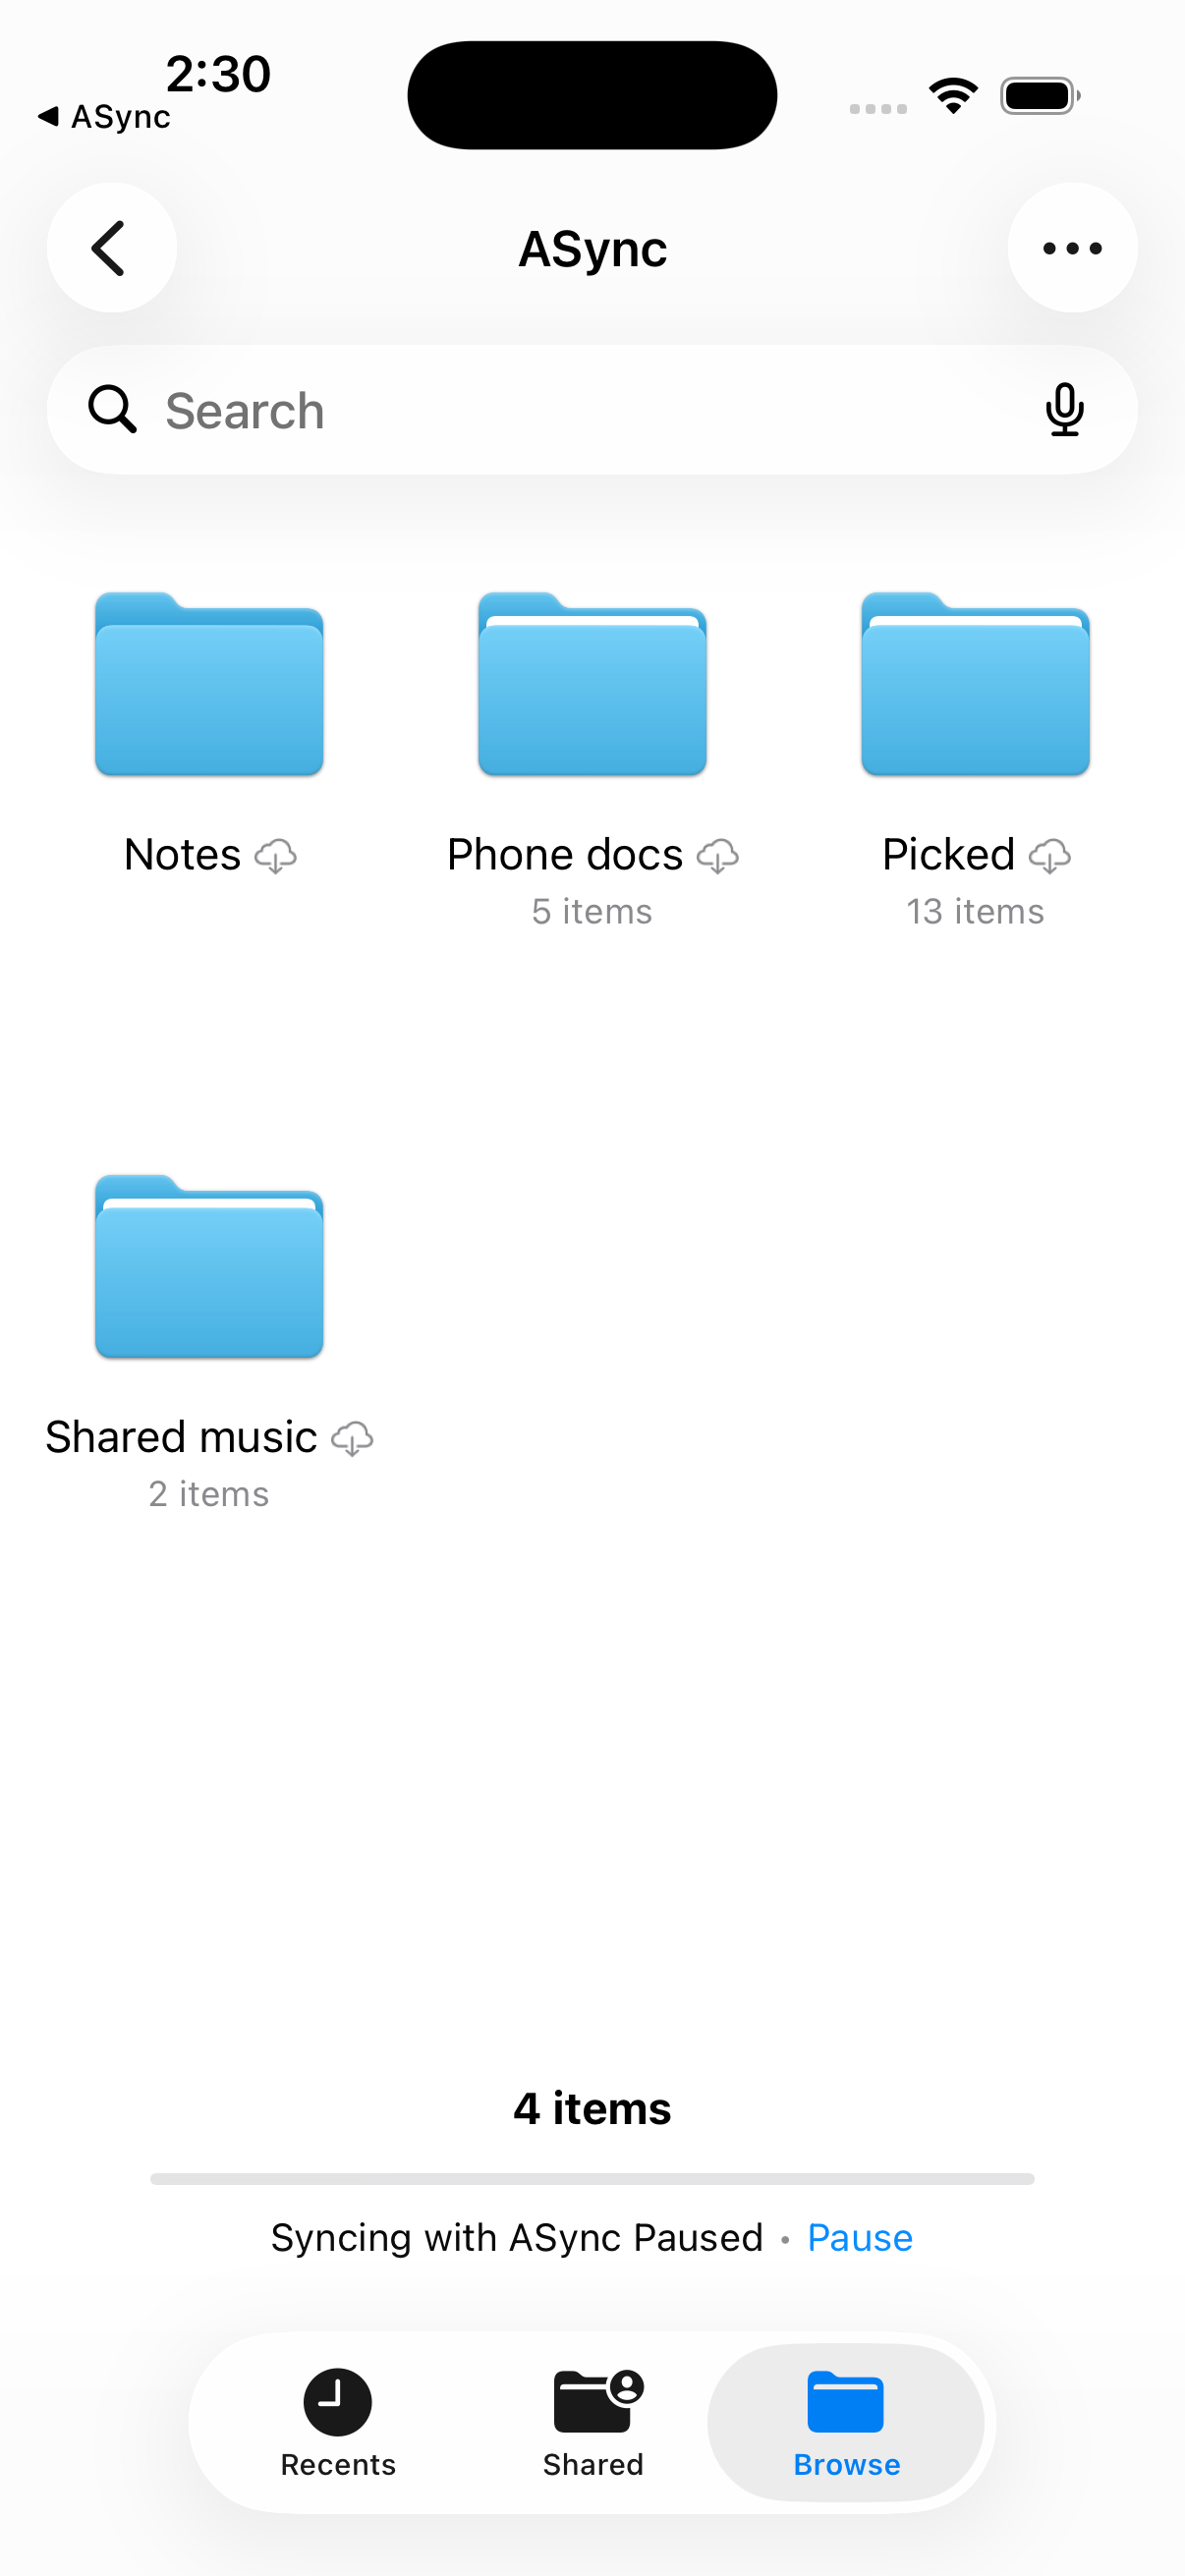 2:30
◀ ASync
ASync
Search
Notes
Phone docs
5 items
Picked
13 items
Shared music
2 items
4 items
Syncing with ASync Paused • Pause
Recents
Shared
Browse